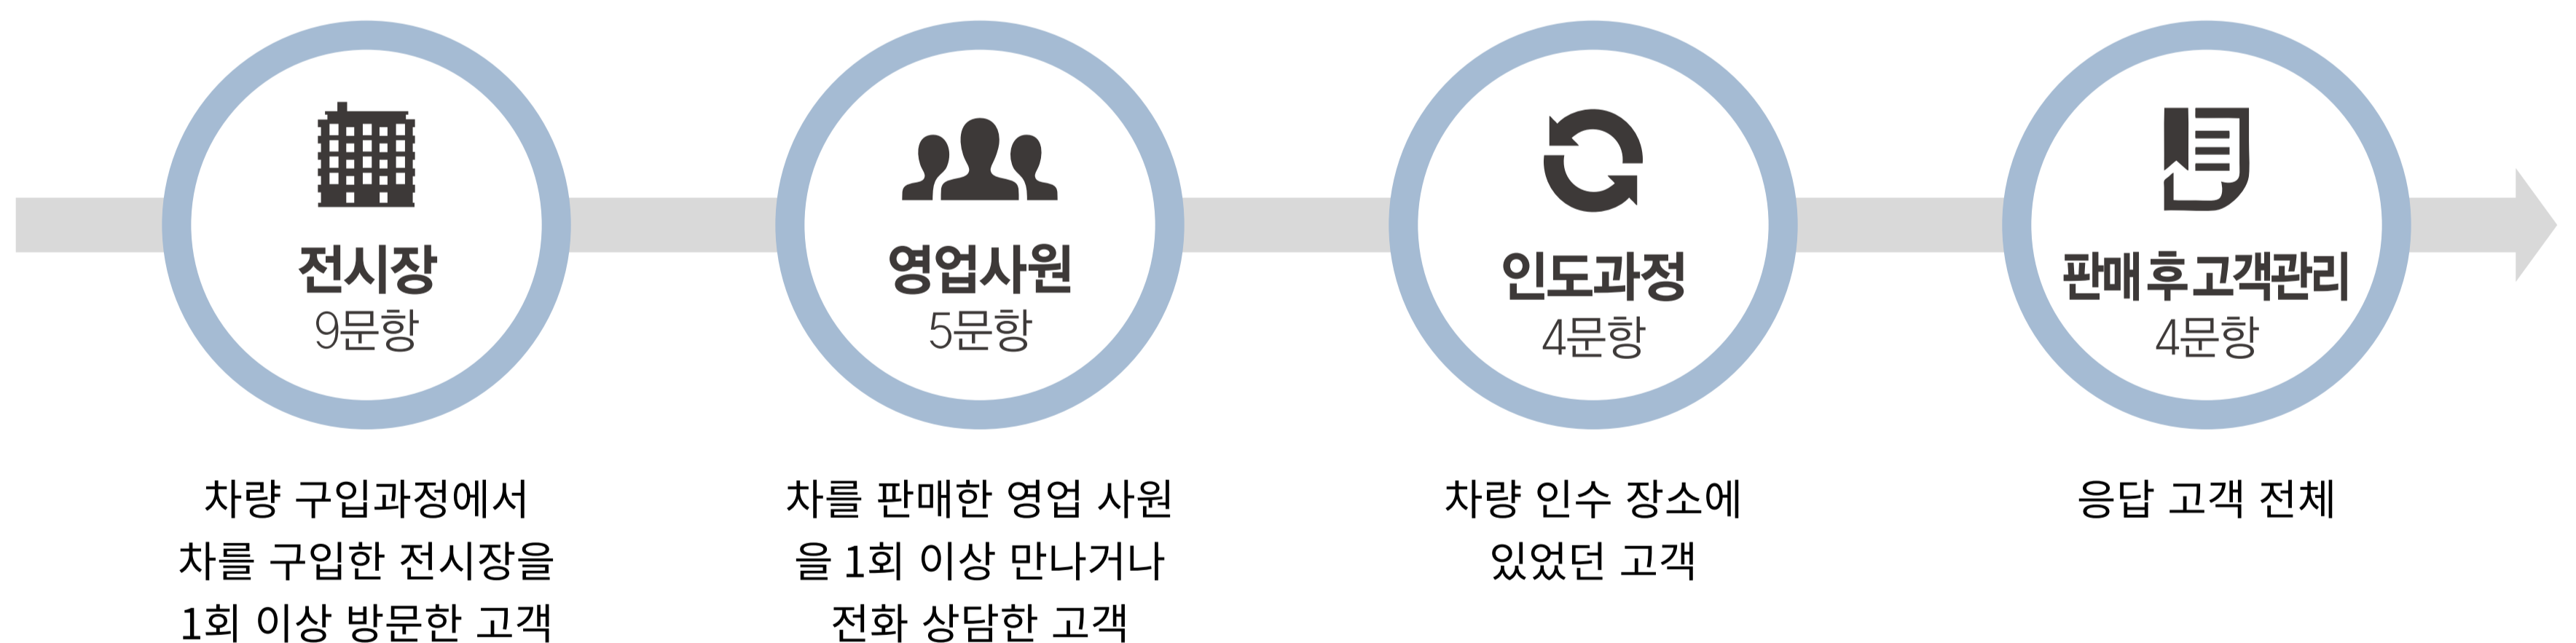 전시장
9문항
차량 구입과정에서
차를 구입한 전시장을
1회 이상 방문한 고객
영업사원
5문항
차를 판매한 영업 사원
을 1회 이상 만나거나
전화 상담한 고객
인도과정
4문항
차량 인수 장소에
있었던 고객
판매 후 고객관리
4문항
응답 고객 전체